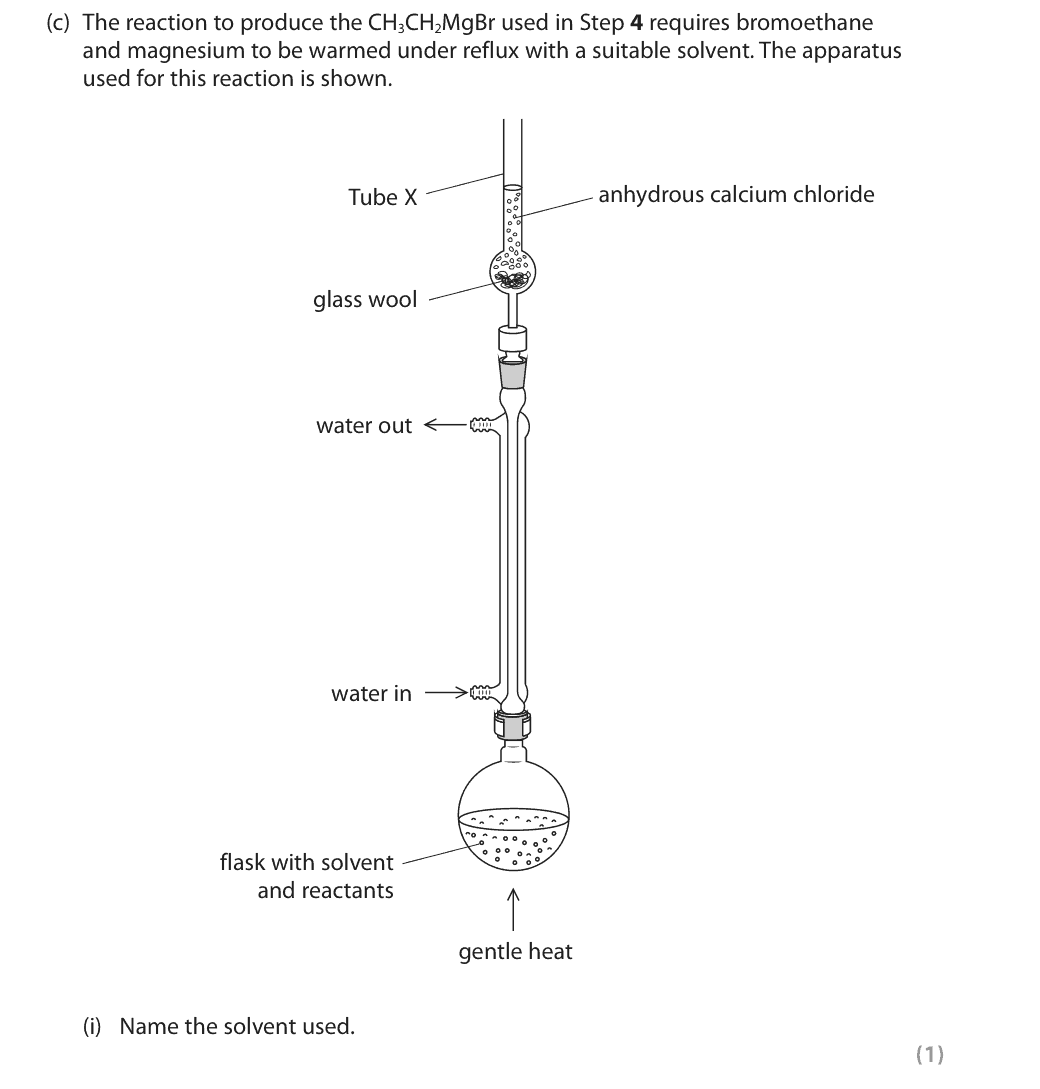 (c) The reaction to produce the CH₃CH₂MgBr used in Step 4 requires bromoethane
and magnesium to be warmed under reflux with a suitable solvent. The apparatus
used for this reaction is shown.
Tube X
anhydrous calcium chloride
glass wool
water out
water in
flask with solvent
and reactants
gentle heat
(i) Name the solvent used.
(1)